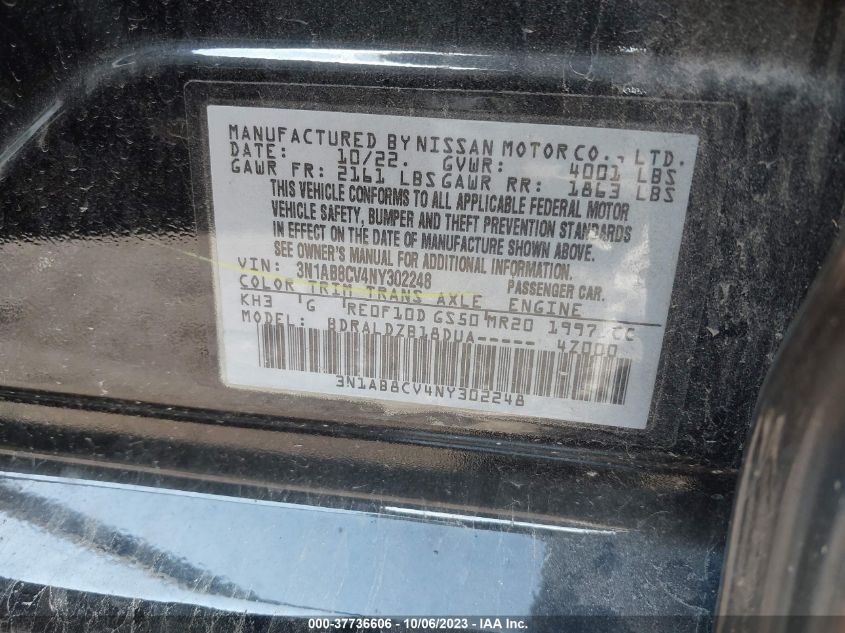 MANUFACTURED BY NISSAN MOTOR CO., LTD.
DATE: 10/22. GVWR: 4001 LBS
GAWR FR: 2161 LBS GAWR RR: 1863 LBS
THIS VEHICLE CONFORMS TO ALL APPLICABLE FEDERAL MOTOR
VEHICLE SAFETY, BUMPER AND THEFT PREVENTION STANDARDS
IN EFFECT ON THE DATE OF MANUFACTURE SHOWN ABOVE.
SEE OWNER'S MANUAL FOR ADDITIONAL INFORMATION.
VIN: 3N1AB8CV4NY302248 PASSENGER CAR.
COLOR TRIM TRANS AXLE ENGINE
KH3 G RE0F10D GS50 MR20 1997 CC
MODEL: BDRALDZB18DUA----- 4Z000
3N1AB8CV4NY302248
000-37736606 - 10/06/2023 - IAA Inc.